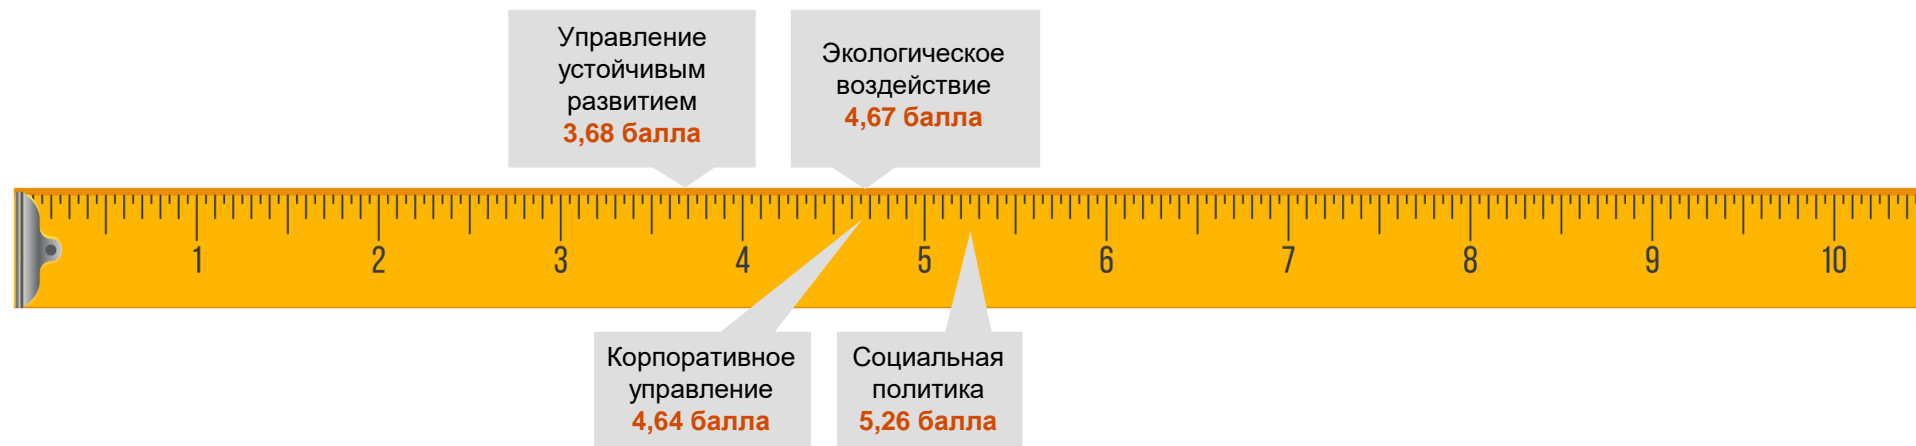 Управление
устойчивым
развитием
3,68 балла
Экологическое
воздействие
4,67 балла
1 2 3 4 5 6 7 8 9 10
Корпоративное
управление
4,64 балла
Социальная
политика
5,26 балла